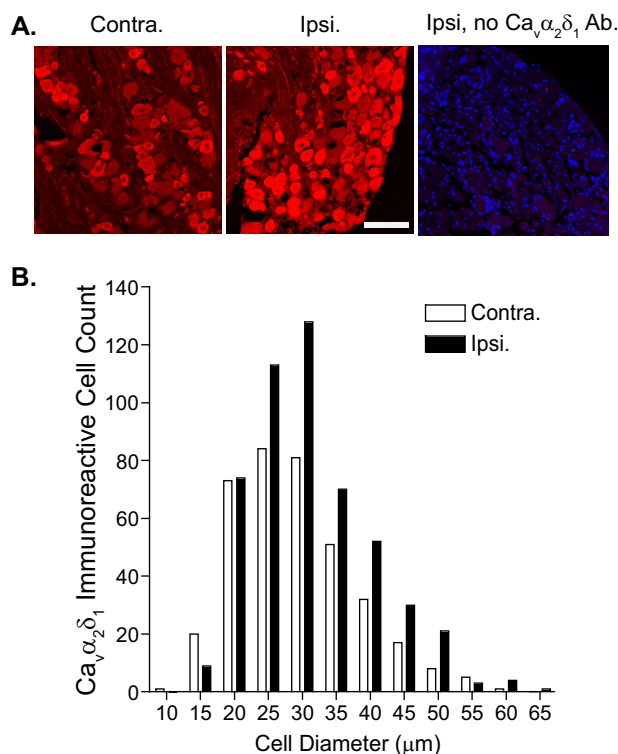 A.
Contra.
Ipsi.
Ipsi, no Caᵥα₂δ₁ Ab.
B.
Caᵥα₂δ₁ Immunoreactive Cell Count
140
120
100
80
60
40
20
0
Contra.
Ipsi.
10 15 20 25 30 35 40 45 50 55 60 65
Cell Diameter (μm)